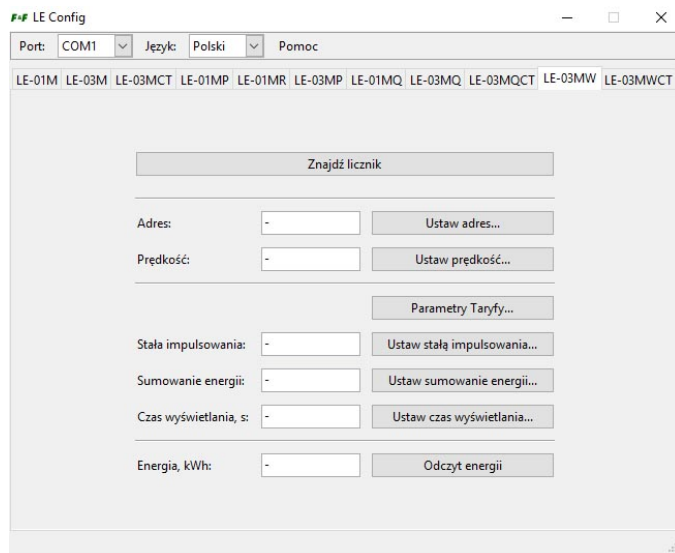 F&F LE Config
Port: COM1 Język: Polski Pomoc
LE-01M LE-03M LE-03MCT LE-01MP LE-01MR LE-03MP LE-01MQ LE-03MQ LE-03MQCT LE-03MW LE-03MWCT
Znajdź licznik
Adres: - Ustaw adres...
Prędkość: - Ustaw prędkość...
Parametry Taryfy...
Stała impulsowania: - Ustaw stałą impulsowania...
Sumowanie energii: - Ustaw sumowanie energii...
Czas wyświetlania, s: - Ustaw czas wyświetlania...
Energia, kWh: - Odczyt energii